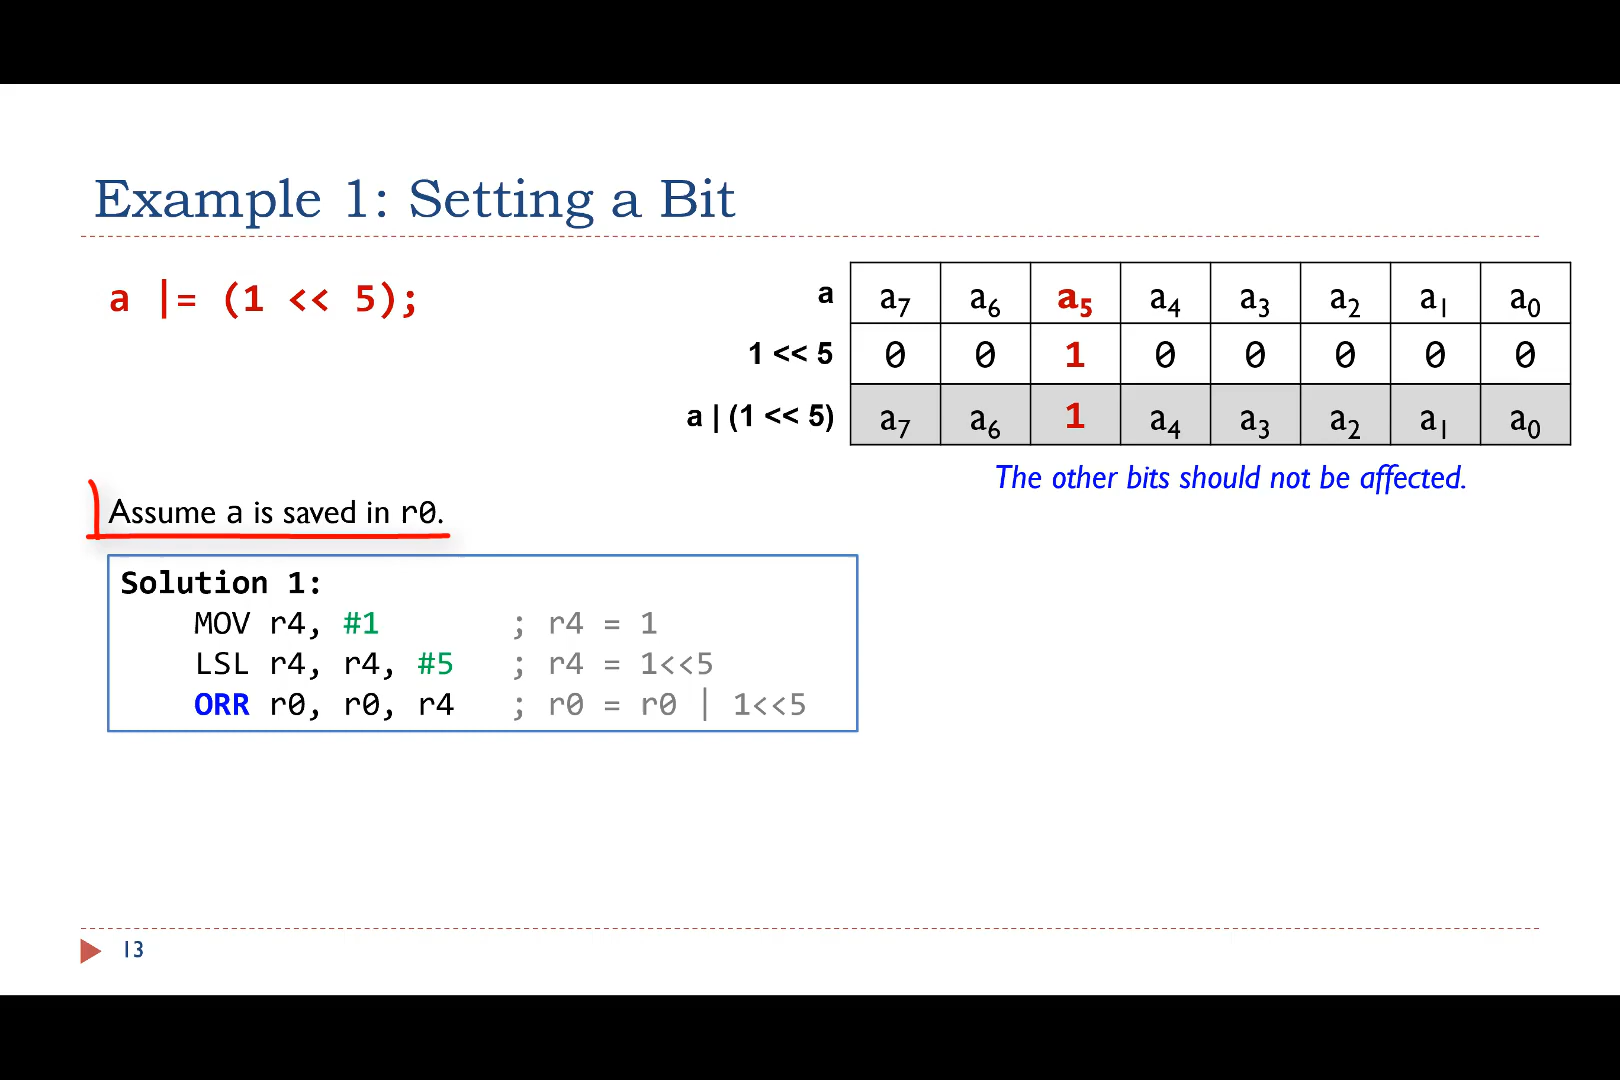 Example 1: Setting a Bit
a |= (1 << 5);
a a₇ a₆ a₅ a₄ a₃ a₂ a₁ a₀
1 << 5 0 0 1 0 0 0 0 0
a | (1 << 5) a₇ a₆ 1 a₄ a₃ a₂ a₁ a₀
The other bits should not be affected.
Assume a is saved in r0.
Solution 1:
MOV r4, #1 ; r4 = 1
LSL r4, r4, #5 ; r4 = 1<<5
ORR r0, r0, r4 ; r0 = r0 | 1<<5
13